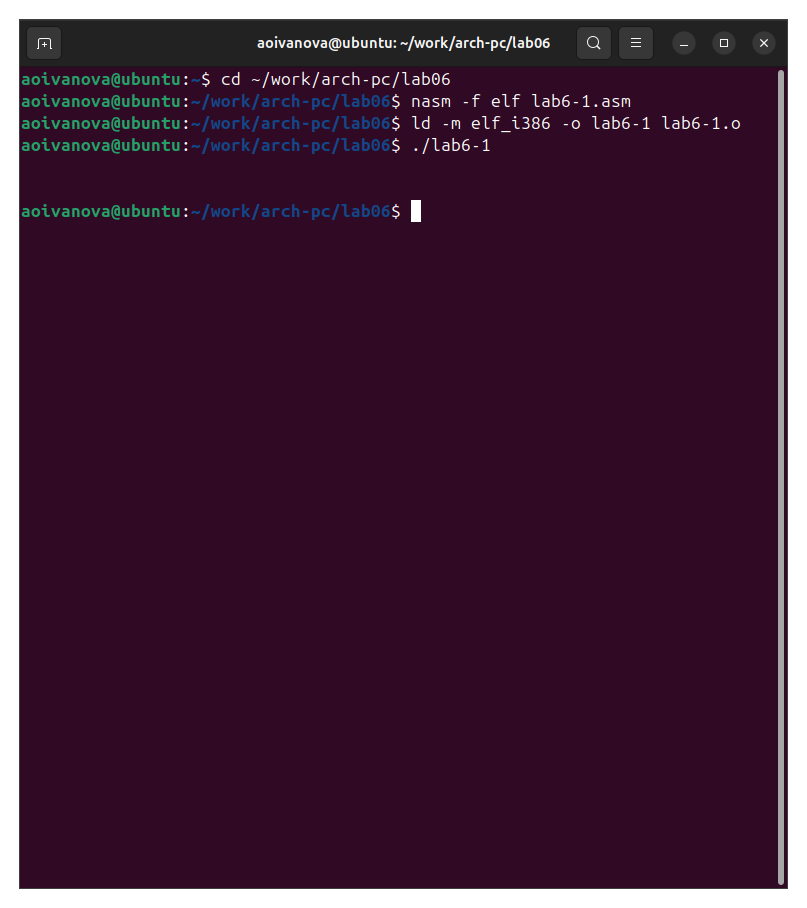 aoivanova@ubuntu: ~/work/arch-pc/lab06
aoivanova@ubuntu:~$ cd ~/work/arch-pc/lab06
aoivanova@ubuntu:~/work/arch-pc/lab06$ nasm -f elf lab6-1.asm
aoivanova@ubuntu:~/work/arch-pc/lab06$ ld -m elf_i386 -o lab6-1 lab6-1.o
aoivanova@ubuntu:~/work/arch-pc/lab06$ ./lab6-1
aoivanova@ubuntu:~/work/arch-pc/lab06$